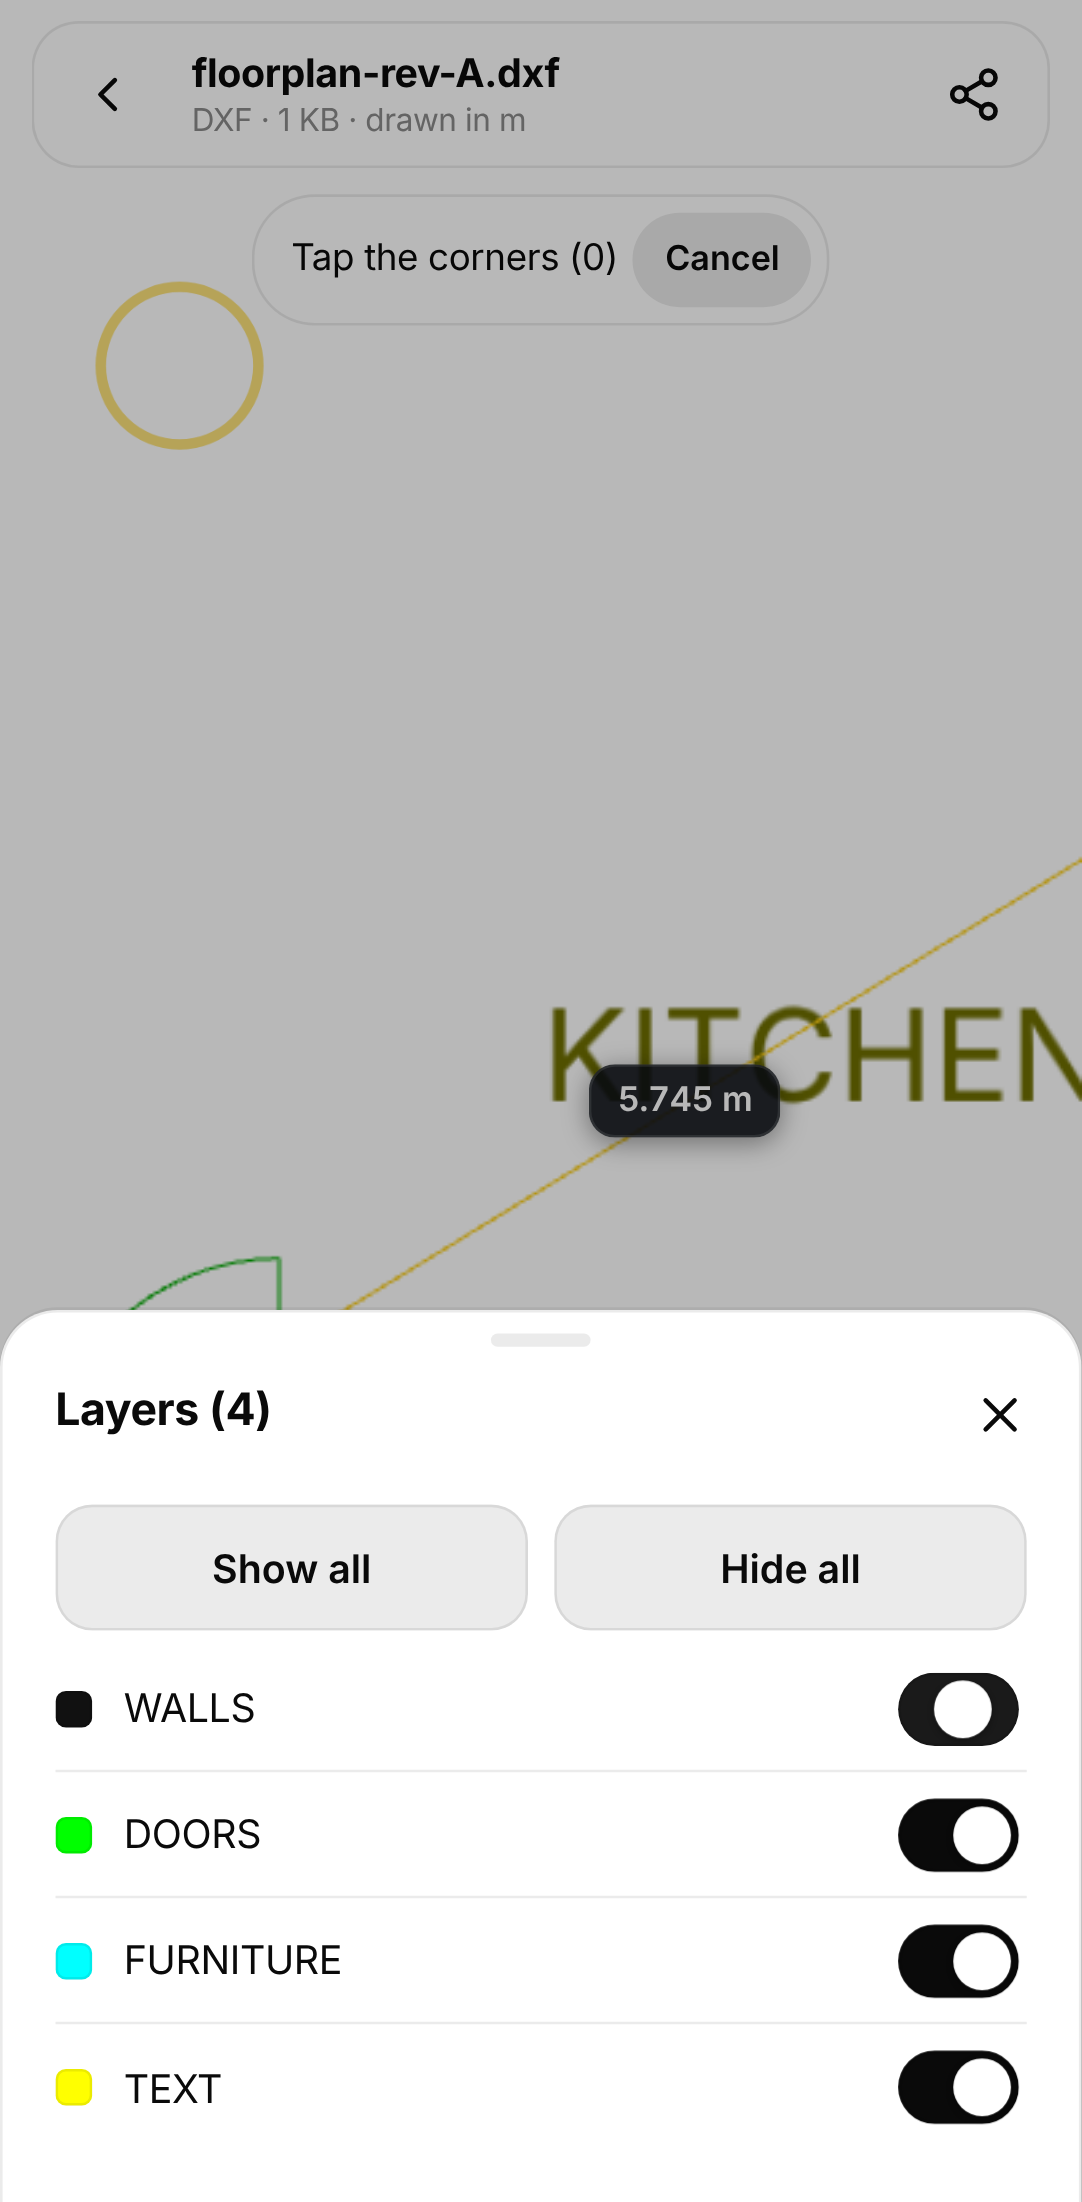 floorplan-rev-A.dxf
DXF · 1 KB · drawn in m
Tap the corners (0)
Cancel
KITCHEN
5.745 m
Layers (4)
Show all
Hide all
WALLS
DOORS
FURNITURE
TEXT